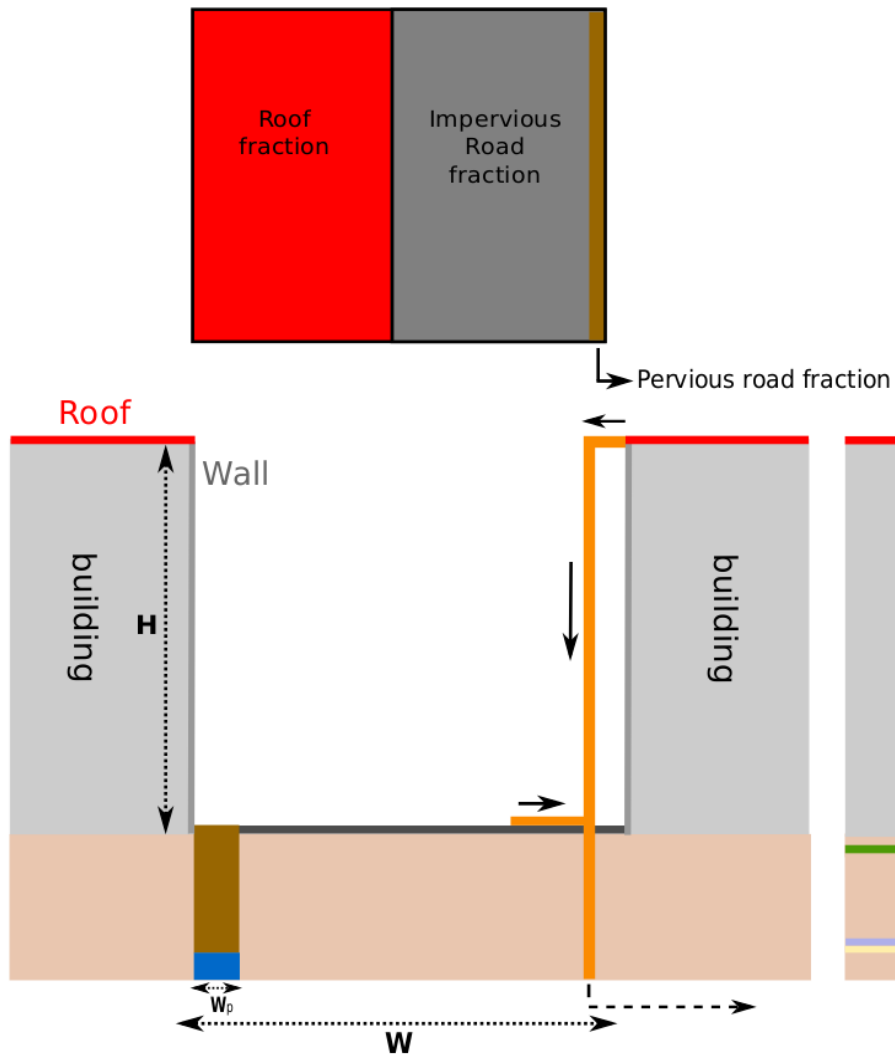 Roof
fraction
Impervious
Road
fraction
Pervious road fraction
Roof
Wall
building
H
building
Wp
W